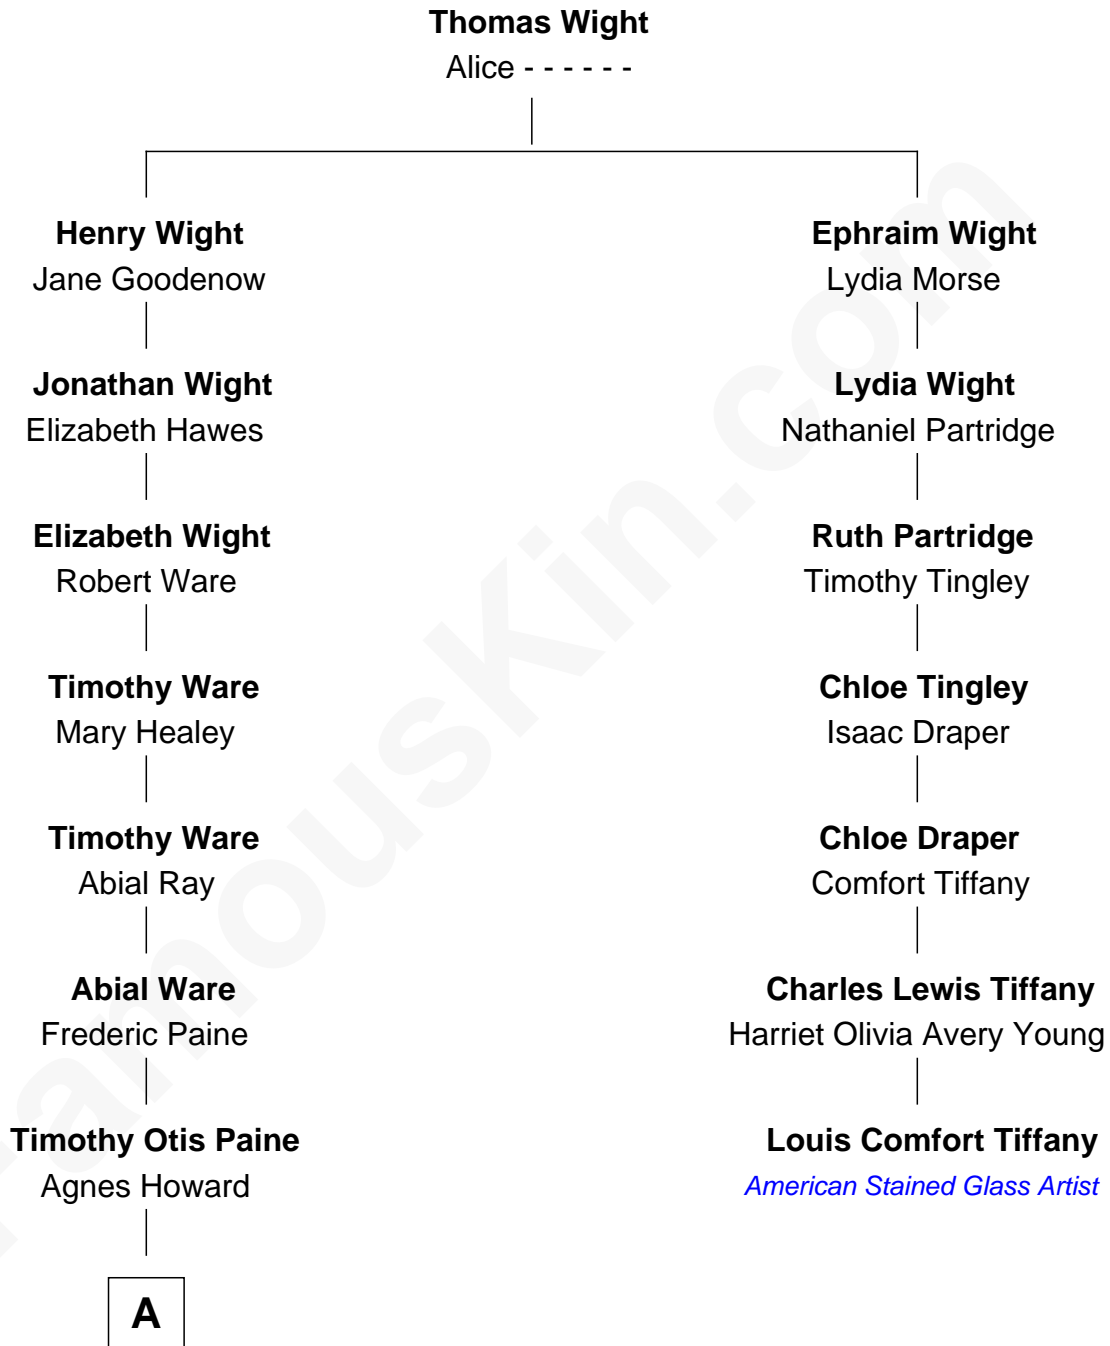 Thomas Wight
Alice - - - - - -
Henry Wight
Jane Goodenow
Ephraim Wight
Lydia Morse
Jonathan Wight
Elizabeth Hawes
Lydia Wight
Nathaniel Partridge
Elizabeth Wight
Robert Ware
Ruth Partridge
Timothy Tingley
Timothy Ware
Mary Healey
Chloe Tingley
Isaac Draper
Timothy Ware
Abial Ray
Chloe Draper
Comfort Tiffany
Abial Ware
Frederic Paine
Charles Lewis Tiffany
Harriet Olivia Avery Young
Timothy Otis Paine
Agnes Howard
Louis Comfort Tiffany
American Stained Glass Artist
A
FamousKin.com